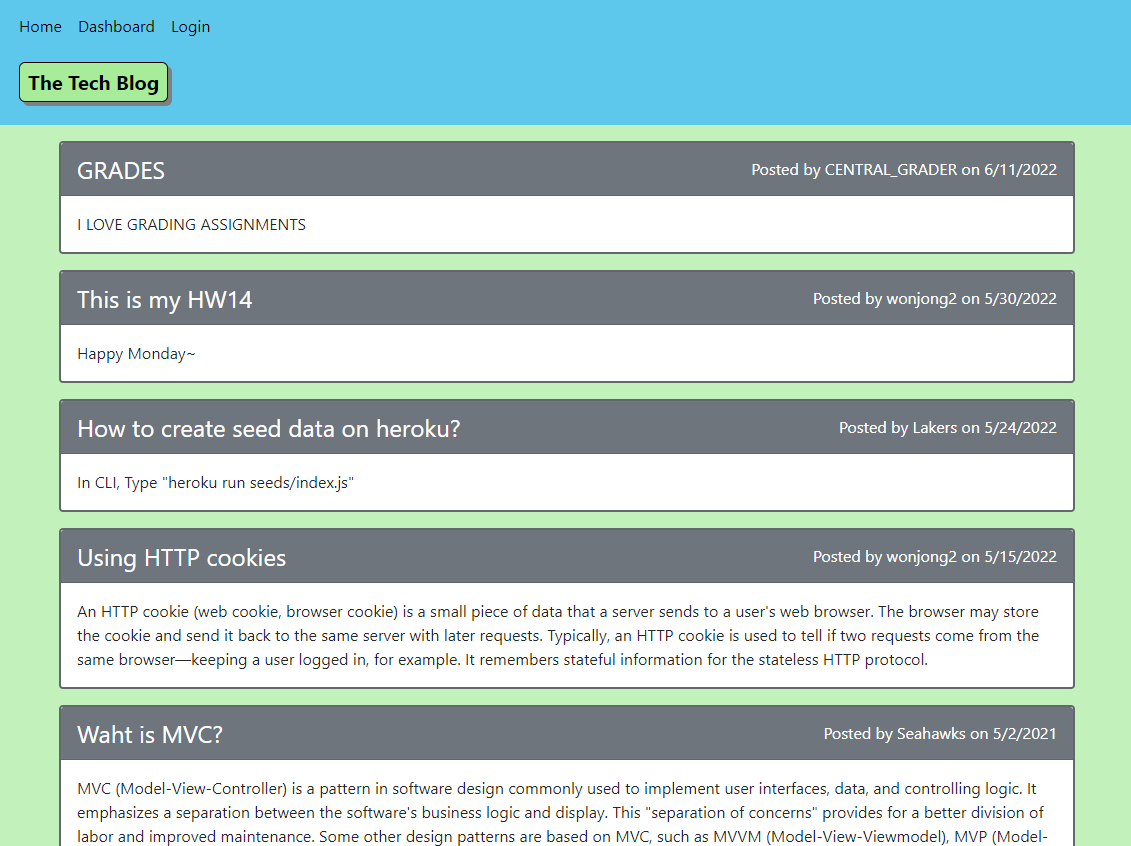 Home Dashboard Login
The Tech Blog
GRADES Posted by CENTRAL_GRADER on 6/11/2022
I LOVE GRADING ASSIGNMENTS
This is my HW14 Posted by wonjong2 on 5/30/2022
Happy Monday~
How to create seed data on heroku? Posted by Lakers on 5/24/2022
In CLI, Type "heroku run seeds/index.js"
Using HTTP cookies Posted by wonjong2 on 5/15/2022
An HTTP cookie (web cookie, browser cookie) is a small piece of data that a server sends to a user's web browser. The browser may store
the cookie and send it back to the same server with later requests. Typically, an HTTP cookie is used to tell if two requests come from the
same browser—keeping a user logged in, for example. It remembers stateful information for the stateless HTTP protocol.
Waht is MVC? Posted by Seahawks on 5/2/2021
MVC (Model-View-Controller) is a pattern in software design commonly used to implement user interfaces, data, and controlling logic. It
emphasizes a separation between the software's business logic and display. This "separation of concerns" provides for a better division of
labor and improved maintenance. Some other design patterns are based on MVC, such as MVVM (Model-View-Viewmodel), MVP (Model-